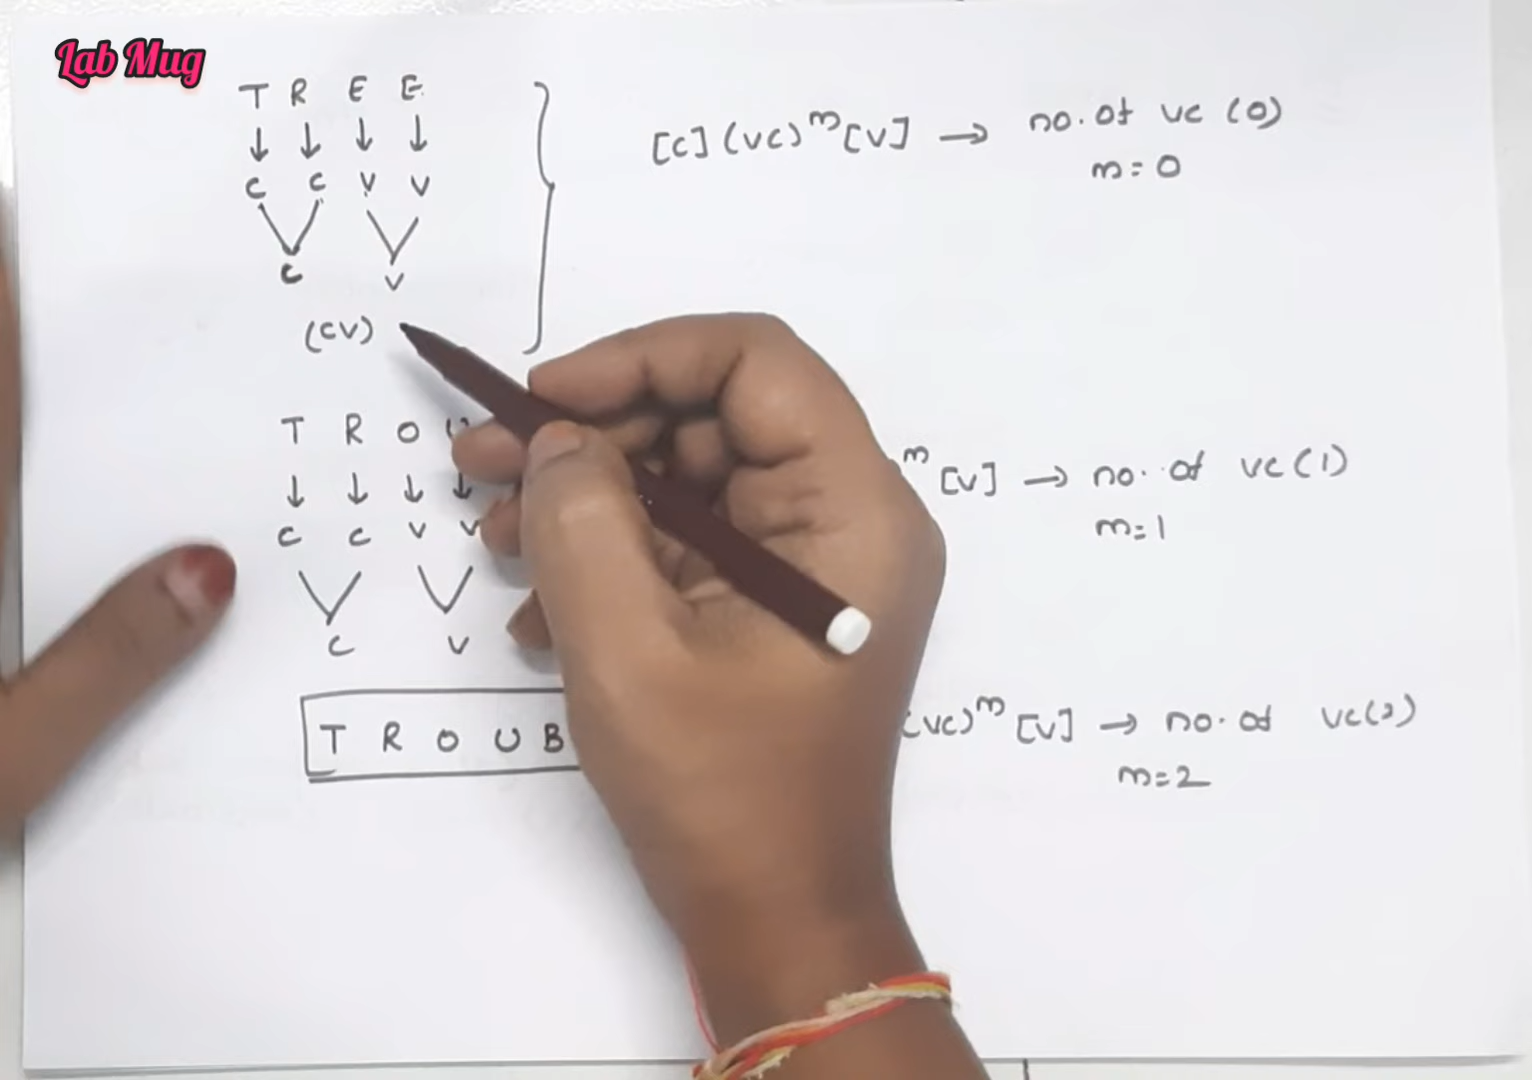 Lab Mug
T R E E
↓ ↓ ↓ ↓
C C V V
C V
(CV)
[C] (VC)ᵐ [V] → no. of VC (0)
m = 0
T R O U
↓ ↓ ↓ ↓
C C V V
C V
m [V] → no. of VC (1)
m = 1
T R O U B
(VC)ᵐ [V] → no. of VC (2)
m = 2